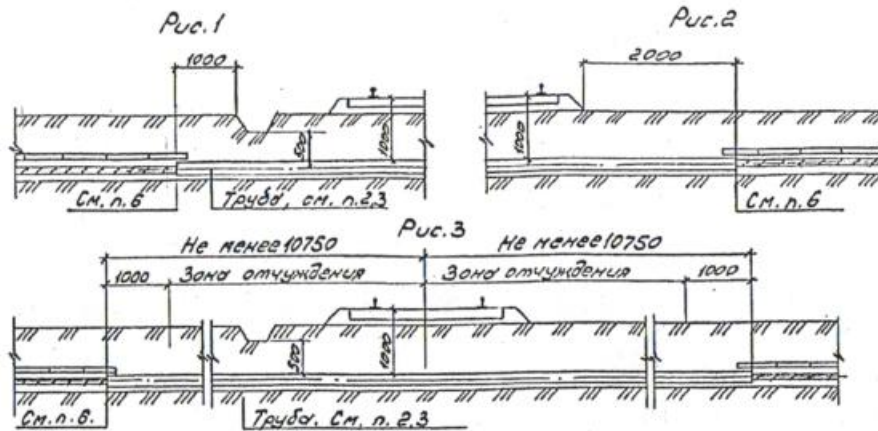 Рис.1
1000
500
1000
См. п. 6
Труба, см. п. 2,3
Рис.2
2000
1000
См. п. 6
Рис.3
Не менее 10750
Не менее 10750
1000
Зона отчуждения
Зона отчуждения
1000
500
1000
См. п. 6.
Труба. См. п. 2.3